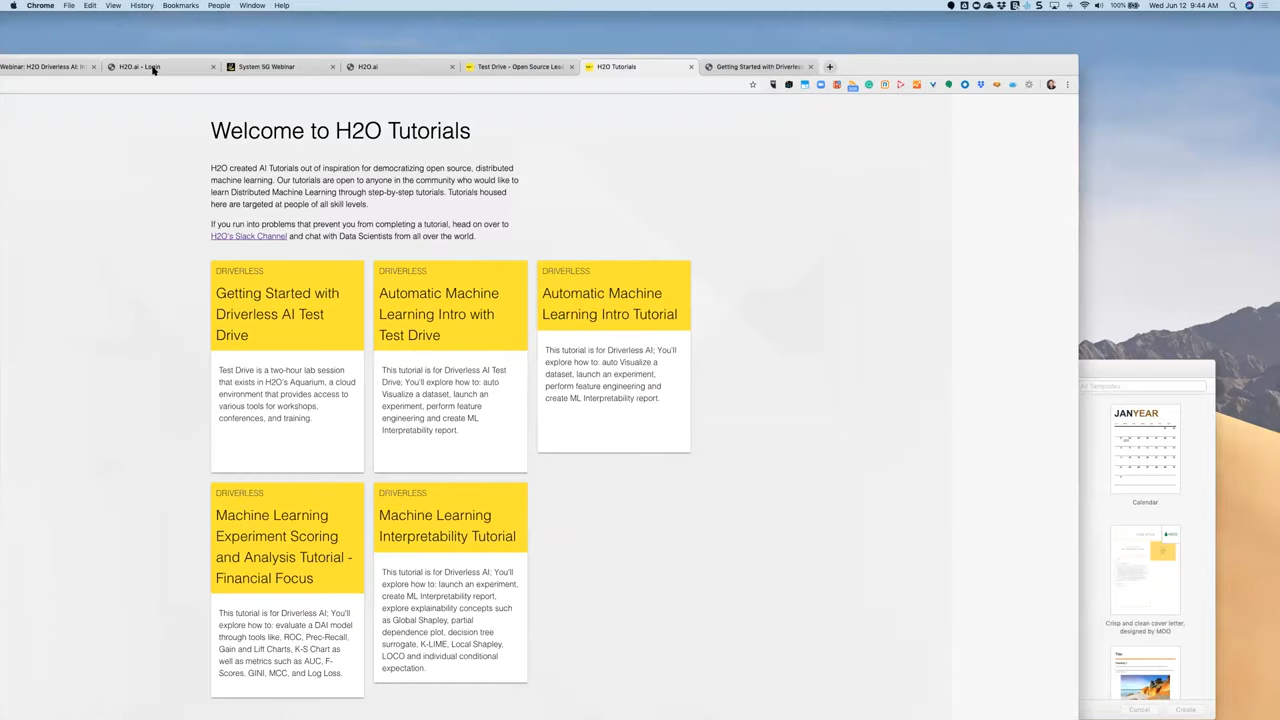 Chrome File Edit View History Bookmarks People Window Help
100% Wed Jun 12 9:44 AM
Webinar: H2O Driverless AI: In
H2O.ai - Login
System SG Webinar
H2O.ai
Test Drive - Open Source Lea
H2O Tutorials
Getting Started with Driverless
Welcome to H2O Tutorials
H2O created AI Tutorials out of inspiration for democratizing open source, distributed
machine learning. Our tutorials are open to anyone in the community who would like to
learn Distributed Machine Learning through step-by-step tutorials. Tutorials housed
here are targeted at people of all skill levels.
If you run into problems that prevent you from completing a tutorial, head on over to
H2O's Slack Channel and chat with Data Scientists from all over the world.
DRIVERLESS
Getting Started with
Driverless AI Test
Drive
Test Drive is a two-hour lab session
that exists in H2O's Aquarium, a cloud
environment that provides access to
various tools for workshops,
conferences, and training.
DRIVERLESS
Automatic Machine
Learning Intro with
Test Drive
This tutorial is for Driverless AI Test
Drive; You'll explore how to: auto
Visualize a dataset, launch an
experiment, perform feature
engineering and create ML
Interpretability report.
DRIVERLESS
Automatic Machine
Learning Intro Tutorial
This tutorial is for Driverless AI; You'll
explore how to: auto Visualize a
dataset, launch an experiment,
perform feature engineering and
create ML Interpretability report.
DRIVERLESS
Machine Learning
Experiment Scoring
and Analysis Tutorial -
Financial Focus
This tutorial is for Driverless AI; You'll
explore how to: evaluate a DAI model
through tools like, ROC, Prec-Recall,
Gain and Lift Charts, K-S Chart as
well as metrics such as AUC, F-
Scores, GINI, MCC, and Log Loss.
DRIVERLESS
Machine Learning
Interpretability Tutorial
This tutorial is for Driverless AI; You'll
explore how to: launch an experiment,
create ML Interpretability report,
explore explainability concepts such
as Global Shapley, partial
dependence plot, decision tree
surrogate, K-LIME, Local Shapley,
LOCO and individual conditional
expectation.
All Templates
JANYEAR
Calendar
Crisp and clean cover letter,
designed by MOO
Title
Cancel
Create